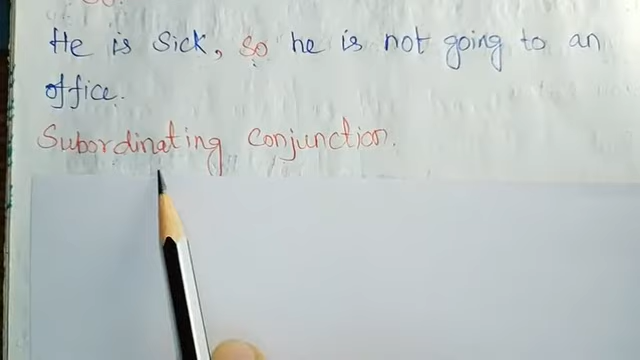 He is Sick, so he is not going to an
office.
Subordinating conjunction.